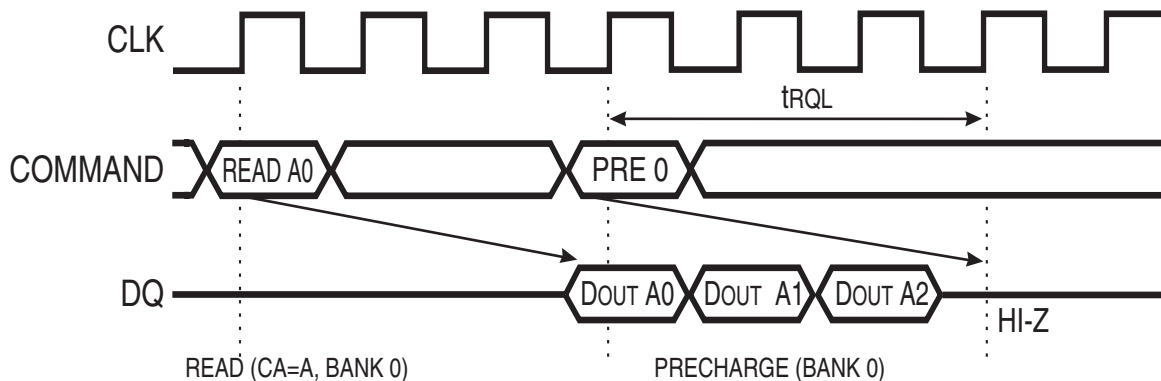 CLK
tRQL
COMMAND READ A0 PRE 0
DQ DOUT A0 DOUT A1 DOUT A2
HI-Z
READ (CA=A, BANK 0) PRECHARGE (BANK 0)